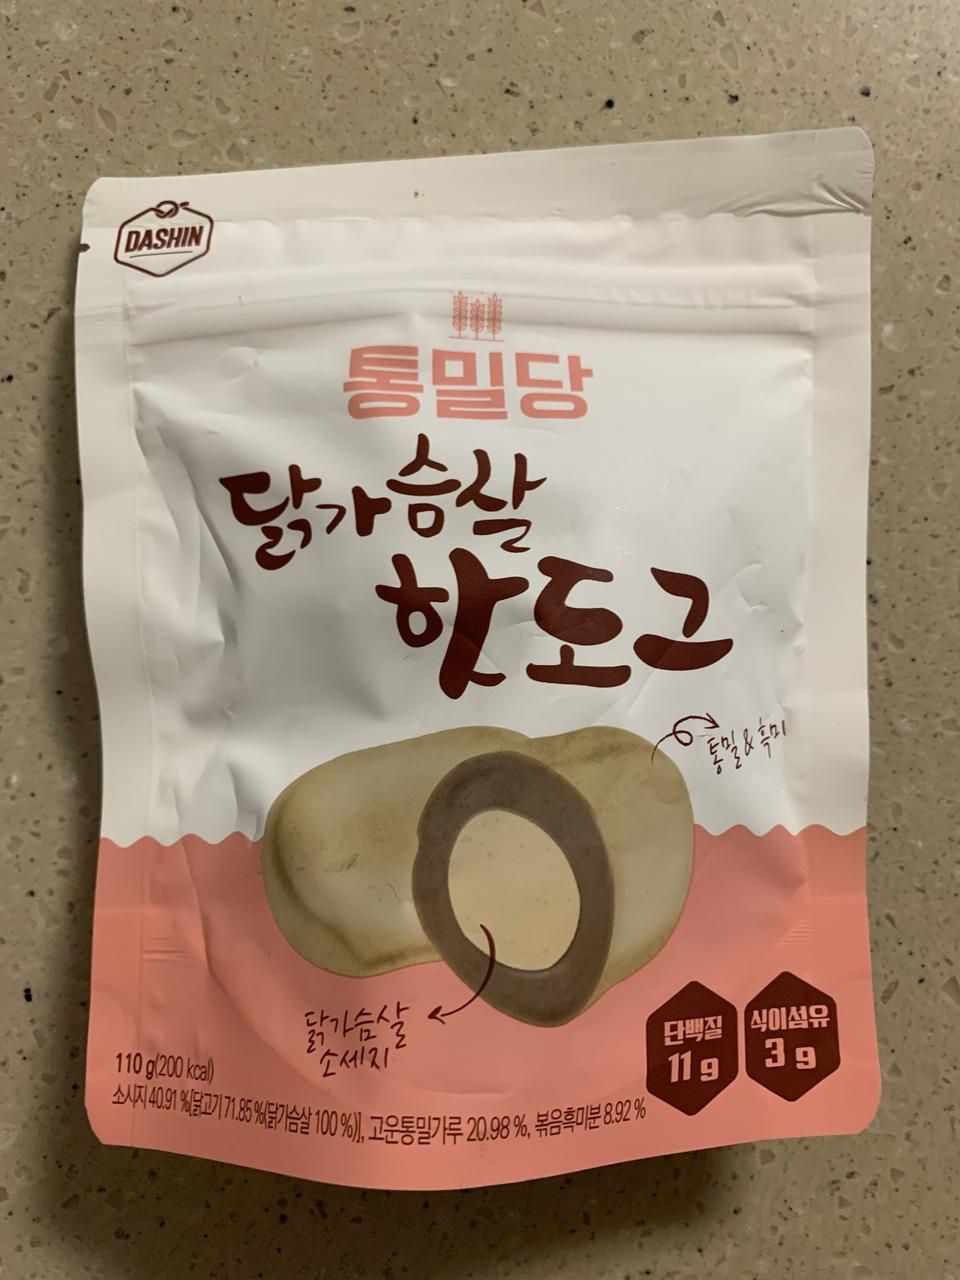 DASHIN
통밀당
닭가슴살
핫도그
통밀&흑미
닭가슴살
소세지
단백질
11 g
식이섬유
3 g
110 g(200 kcal)
소시지 40.91 %[닭고기 71.85 %(닭가슴살 100 %)], 고운통밀가루 20.98 %, 볶음흑미분 8.92 %